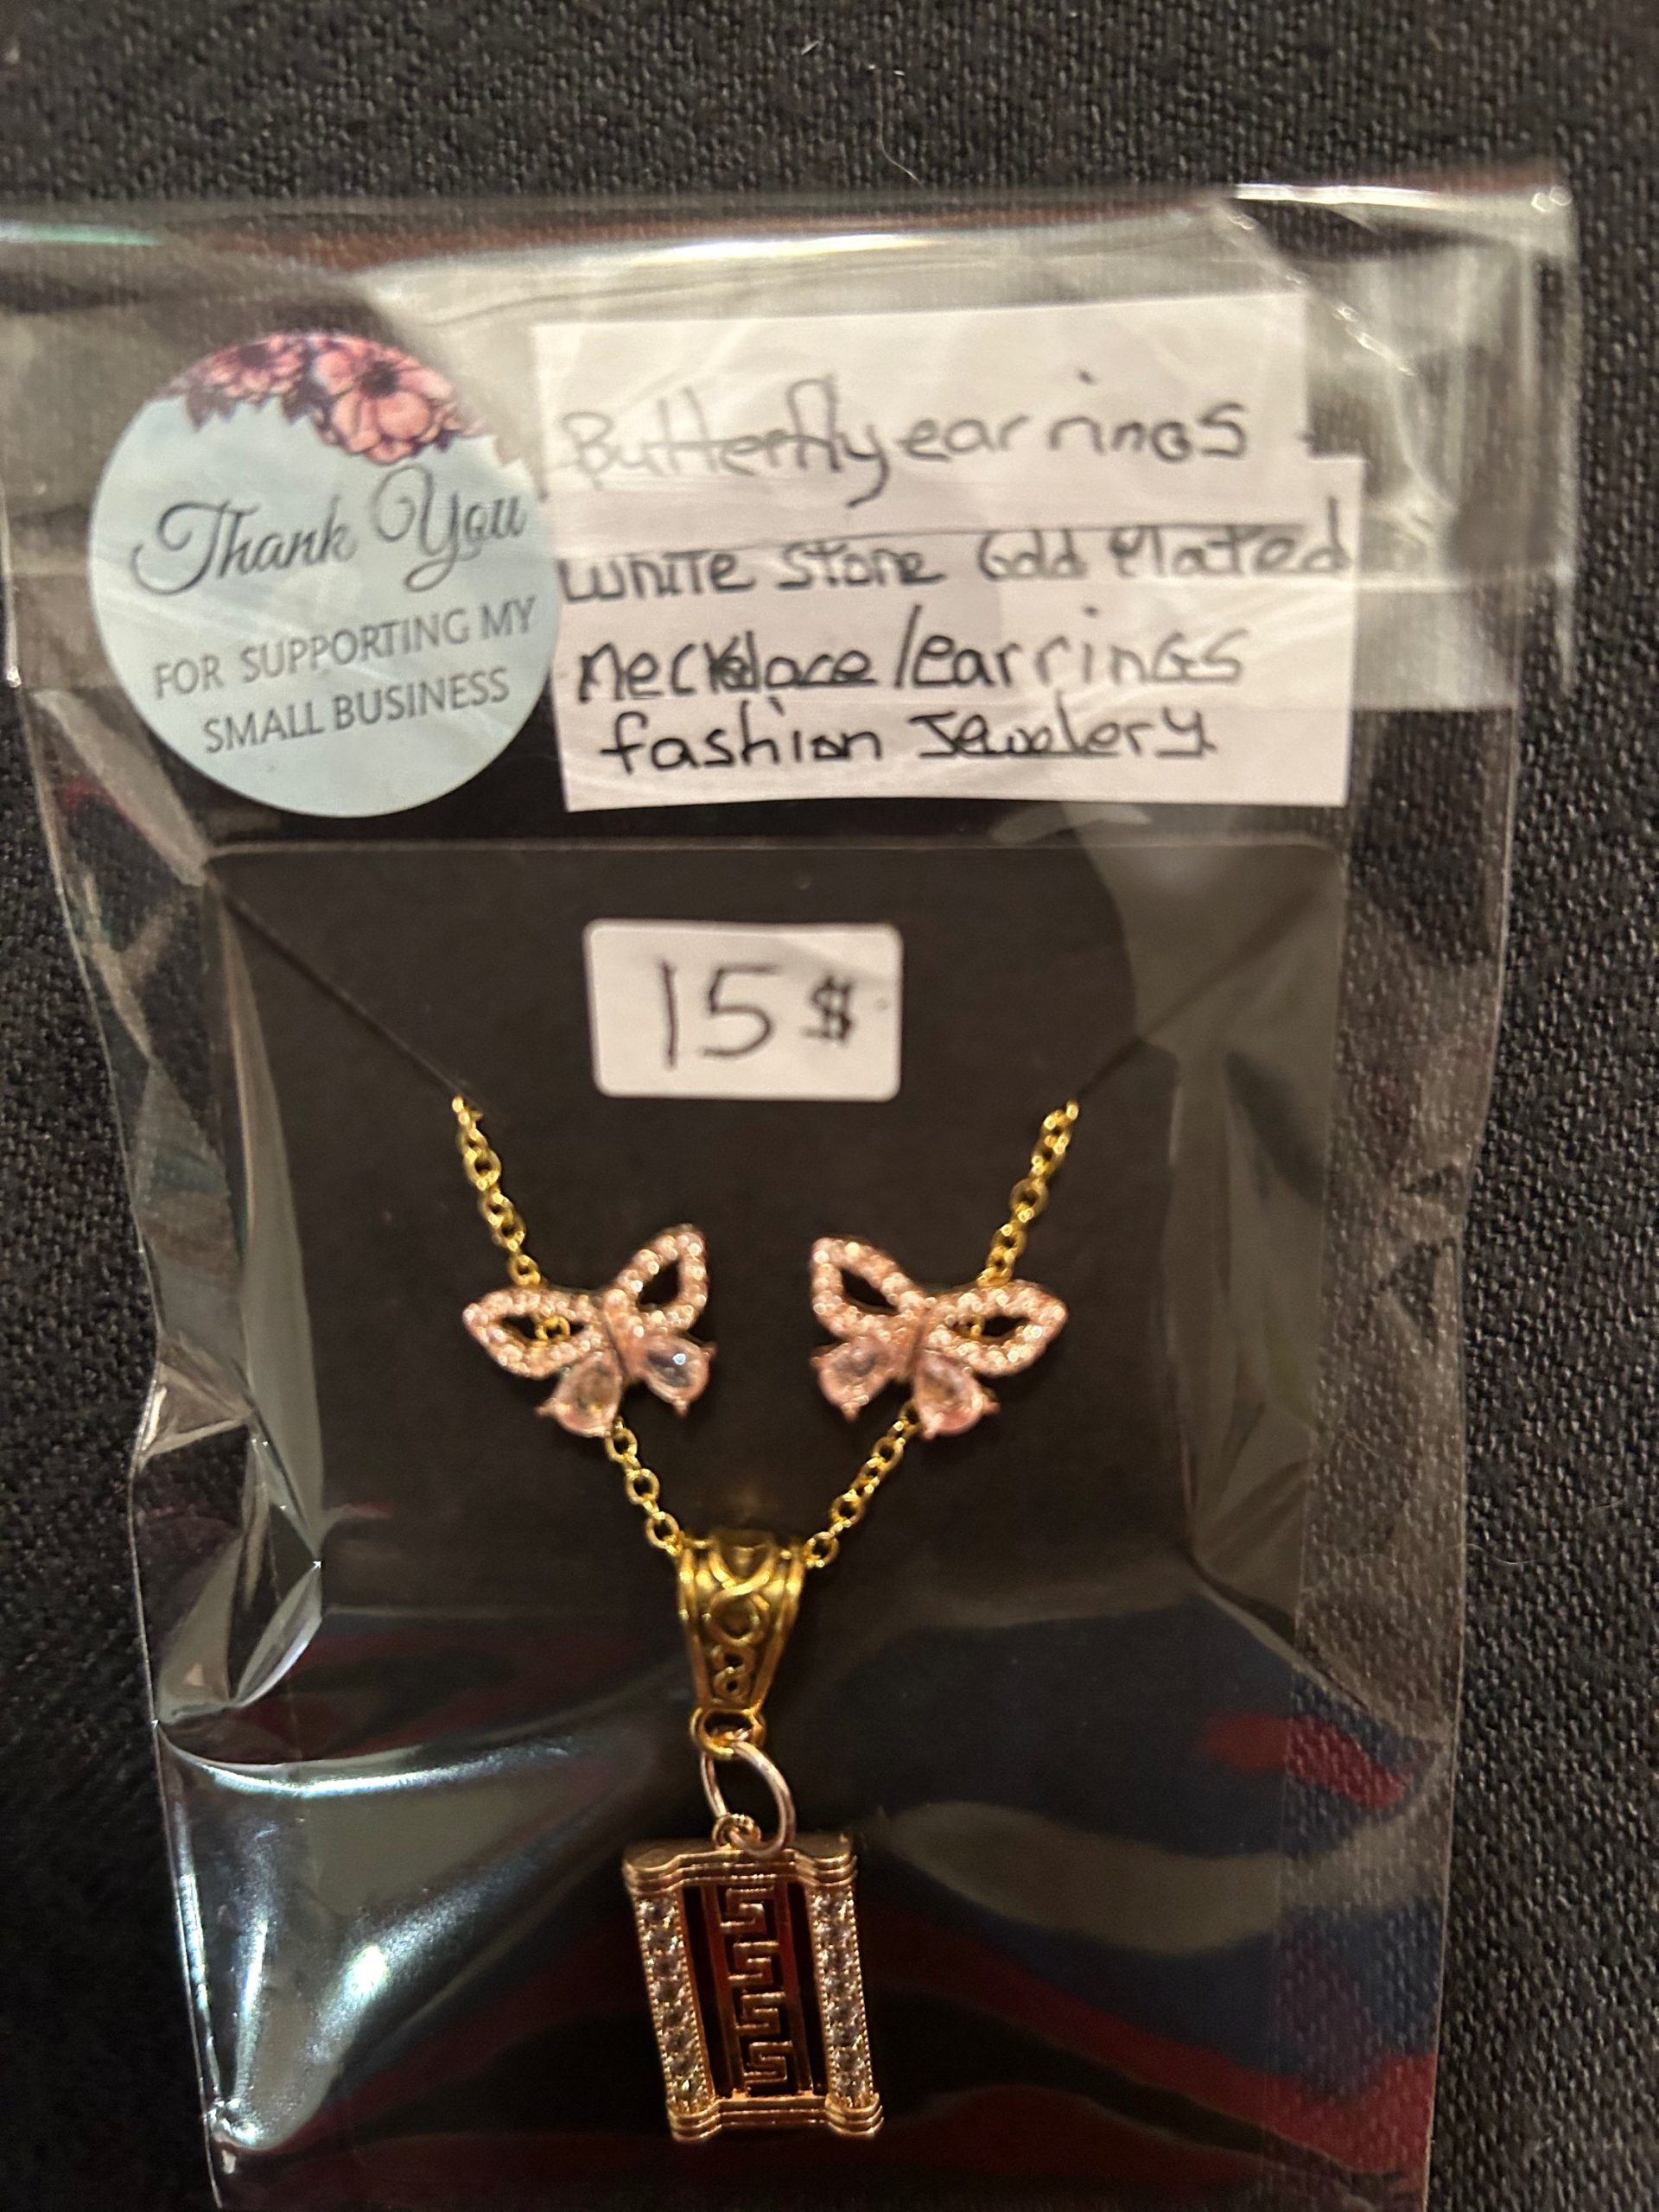 Thank You
FOR SUPPORTING MY
SMALL BUSINESS
Butterfly earrings
White Stone Gold Plated
necklace/earrings
fashion Jewelery
15$